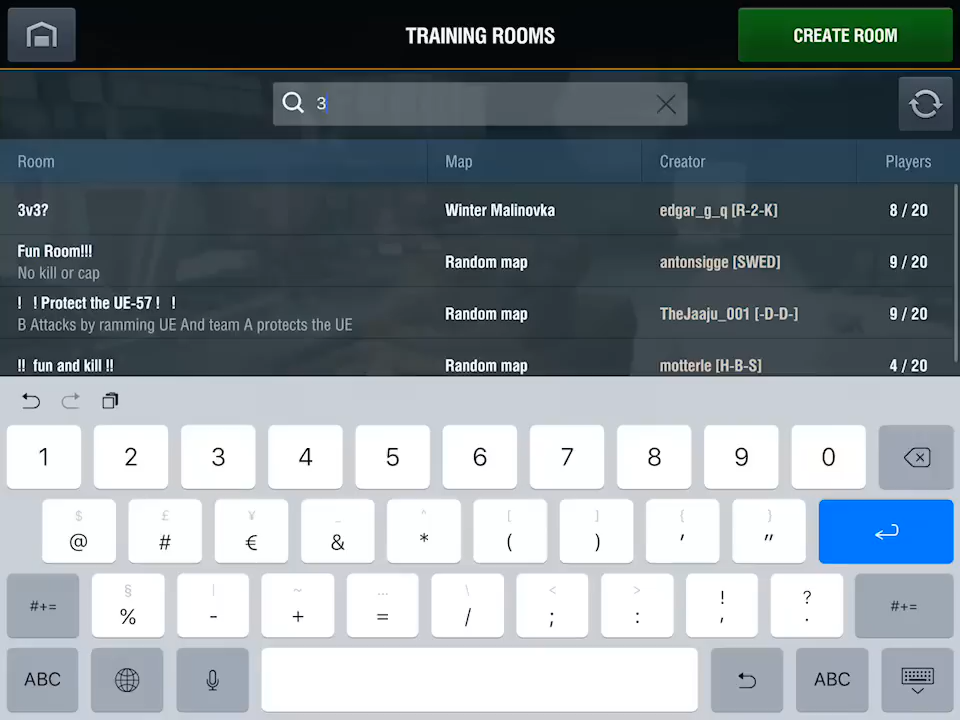 TRAINING ROOMS
CREATE ROOM
3
Room Map Creator Players
3v3? Winter Malinovka edgar_g_q [R-2-K] 8 / 20
Fun Room!!! Random map antonsigge [SWED] 9 / 20
No kill or cap
! ! Protect the UE-57 ! ! Random map TheJaaju_001 [-D-D-] 9 / 20
B Attacks by ramming UE And team A protects the UE
!! fun and kill !! Random map motterle [H-B-S] 4 / 20
1 2 3 4 5 6 7 8 9 0
$ £ ¥ _ ^ [ ] { }
@ # € & * ( ) ' "
§ | ~ … \ < > ! ?
#+= % - + = / ; : , . #+=
ABC ABC